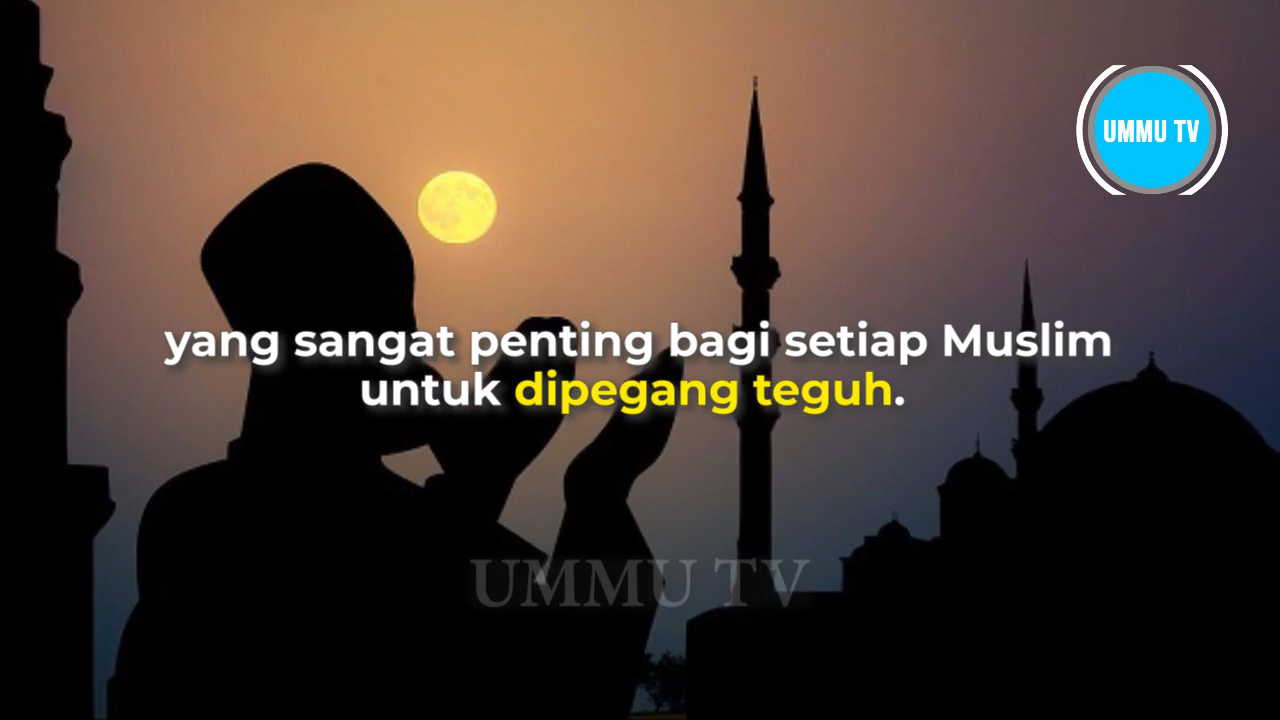 UMMU TV
yang sangat penting bagi setiap Muslim
untuk dipegang teguh.
UMMU TV